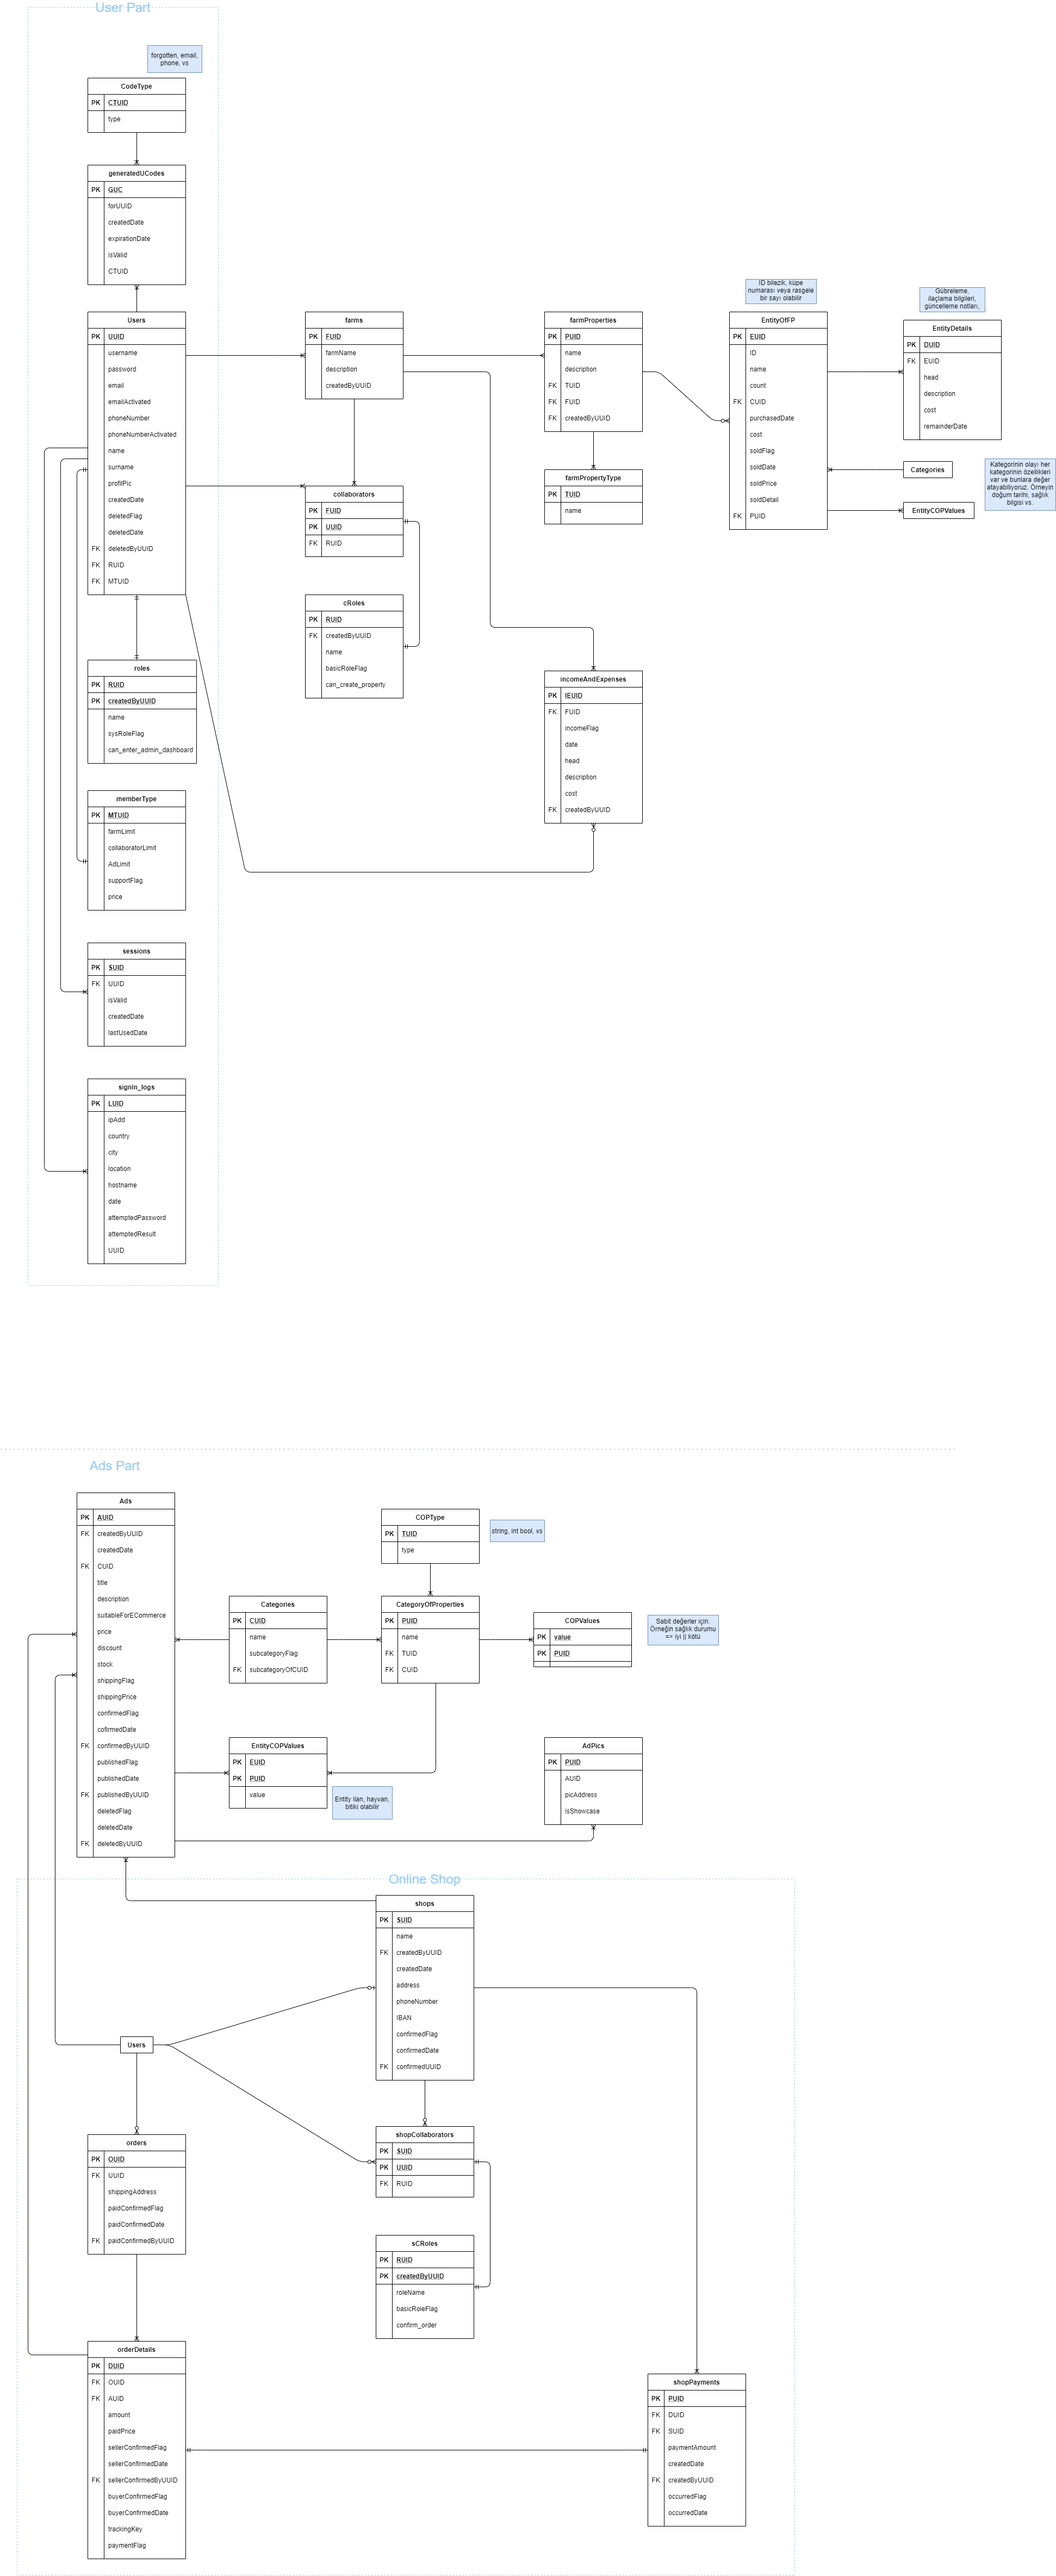 User Part
forgotten, email,
phone, vs
CodeType
PK CTUID
type
generatedUCodes
PK GUC
forUUID
createdDate
expirationDate
isValid
CTUID
Users
PK UUID
username
password
email
emailActivated
phoneNumber
phoneNumberActivated
name
surname
profilPic
createdDate
deletedFlag
deletedDate
FK deletedByUUID
FK RUID
FK MTUID
roles
PK RUID
PK createdByUUID
name
sysRoleFlag
can_enter_admin_dashboard
memberType
PK MTUID
farmLimit
collaboratorLimit
AdLimit
supportFlag
price
sessions
PK SUID
FK UUID
isValid
createdDate
lastUsedDate
signIn_logs
PK LUID
ipAdd
country
city
location
hostname
date
attemptedPassword
attemptedResult
UUID
farms
PK FUID
farmName
description
createdByUUID
collaborators
PK FUID
PK UUID
FK RUID
cRoles
PK RUID
FK createdByUUID
name
basicRoleFlag
can_create_property
farmProperties
PK PUID
name
description
FK TUID
FK FUID
FK createdByUUID
farmPropertyType
PK TUID
name
incomeAndExpenses
PK IEUID
FK FUID
incomeFlag
date
head
description
cost
FK createdByUUID
ID bilezik, küpe
numarası veya rasgele
bir sayı olabilir
EntityOfFP
PK EUID
ID
name
count
FK CUID
purchasedDate
cost
soldFlag
soldDate
soldPrice
soldDetail
FK PUID
Gübreleme,
ilaçlama bilgileri,
güncelleme notları,
EntityDetails
PK DUID
FK EUID
head
description
cost
remainderDate
Categories
EntityCOPValues
Kategorinin olayı her
kategorinin özellikleri
var ve bunlara değer
atayabiliyoruz. Örneyin
doğum tarihi, sağlık
bilgisi vs.
Ads Part
Ads
PK AUID
FK createdByUUID
createdDate
FK CUID
title
description
suitableForECommerce
price
discount
stock
shippingFlag
shippingPrice
confirmedFlag
cofirmedDate
FK confirmedByUUID
publishedFlag
publishedDate
FK publishedByUUID
deletedFlag
deletedDate
FK deletedByUUID
Categories
PK CUID
name
subcategoryFlag
FK subcategoryOfCUID
COPType
PK TUID
type
string, int bool, vs
CategoryOfProperties
PK PUID
name
FK TUID
FK CUID
COPValues
PK value
PK PUID
Sabit değerler için.
Örneğin sağlık durumu
=> iyi || kötü
EntityCOPValues
PK EUID
PK PUID
value
Entity ilan, hayvan,
bitiki olabilir
AdPics
PK PUID
AUID
picAddress
isShowcase
Online Shop
shops
PK SUID
name
FK createdByUUID
createdDate
address
phoneNumber
IBAN
confirmedFlag
confirmedDate
FK confirmedUUID
Users
shopCollaborators
PK SUID
PK UUID
FK RUID
sCRoles
PK RUID
PK createdByUUID
roleName
basicRoleFlag
confirm_order
orders
PK OUID
FK UUID
shippingAddress
paidConfirmedFlag
paidConfirmedDate
FK paidConfirmedByUUID
orderDetails
PK DUID
FK OUID
FK AUID
amount
paidPrice
sellerConfirmedFlag
sellerConfirmedDate
FK sellerConfirmedByUUID
buyerConfirmedFlag
buyerConfirmedDate
trackingKey
paymentFlag
shopPayments
PK PUID
FK DUID
FK SUID
paymentAmount
createdDate
FK createdByUUID
occurredFlag
occurredDate